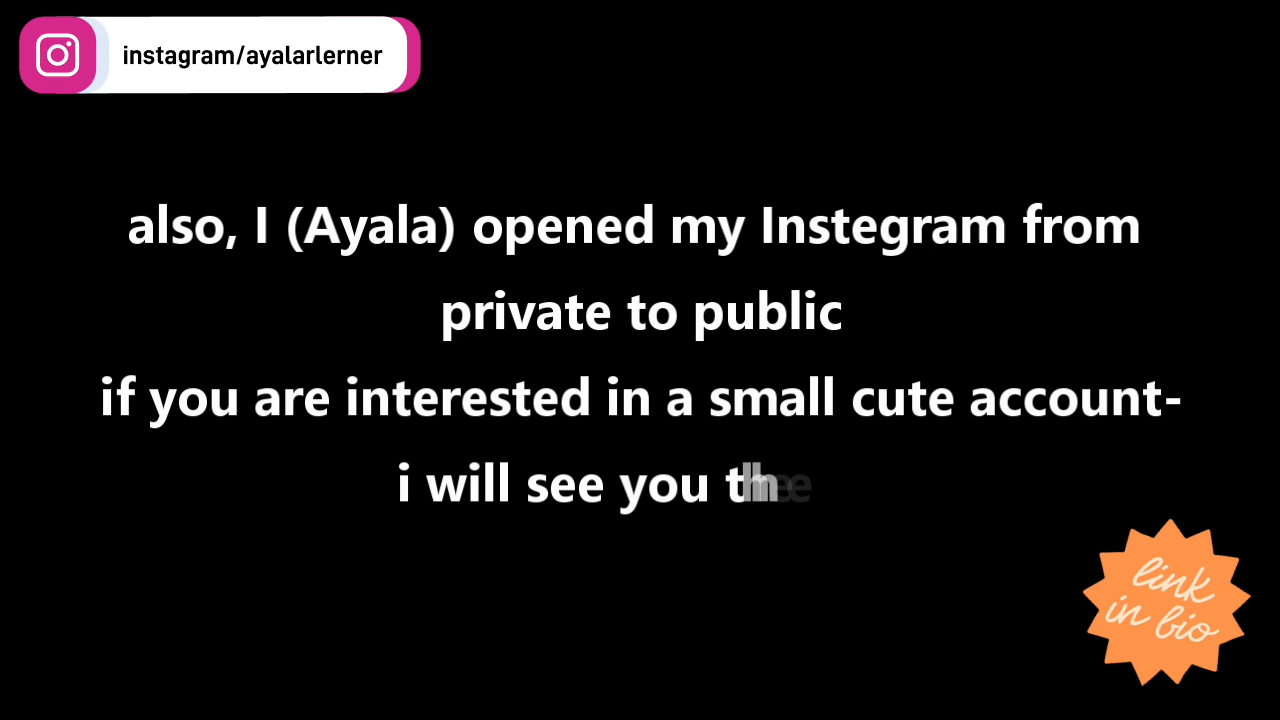 instagram/ayalarlerner
also, I (Ayala) opened my Instegram from
private to public
if you are interested in a small cute account-
i will see you
link
in bio